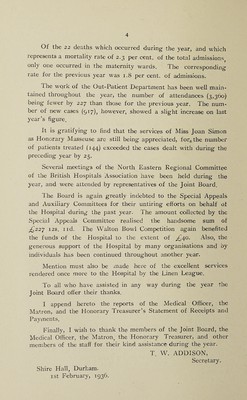 4
Of the 22 deaths which occurred during the year, and which
represents a mortality rate of 2.3 per cent. of the total admissions,
only one occurred in the maternity wards. The corresponding
rate for the previous year was 1.8 per cent. of admissions.
The work of the Out-Patient Department has been well main-
tained throughout the year, the number of attendances (3,360)
being fewer by 227 than those for the previous year. The num-
ber of new cases (917), however, showed a slight increase on last
year's figure.
It is gratifying to find that the services of Miss Joan Simon
as Honorary Masseuse are still being appreciated, for, the number
of patients treated (144) exceeded the cases dealt with during the
preceding year by 25.
Several meetings of the North Eastern Regional Committee
of the British Hospitals Association have been held during the
year, and were attended by representatives of the Joint Board.
The Board is again greatly indebted to the Special Appeals
and Auxiliary Committees for their untiring efforts on behalf of
the Hospital during the past year. The amount collected by the
Special Appeals Committee realised the handsome sum of
£227 12s. 11d. The Walton Bowl Competition again benefited
the funds of the Hospital to the extent of £40. Also, the
generous support of the Hospital by many organisations and by
individuals has been continued throughout another year.
Mention must also be made here of the excellent services
rendered once more to the Hospital by the Linen League.
To all who have assisted in any way during the year the
Joint Board offer their thanks.
I append hereto the reports of the Medical Officer, the
Matron, and the Honorary Treasurer's Statement of Receipts and
Payments.
Finally, I wish to thank the members of the Joint Board, the
Medical Officer, the Matron, the Honorary Treasurer, and other
members of the staff for their kind assistance during the year.
T. W. ADDISON,
Secretary.
Shire Hall, Durham.
1st February, 1936.